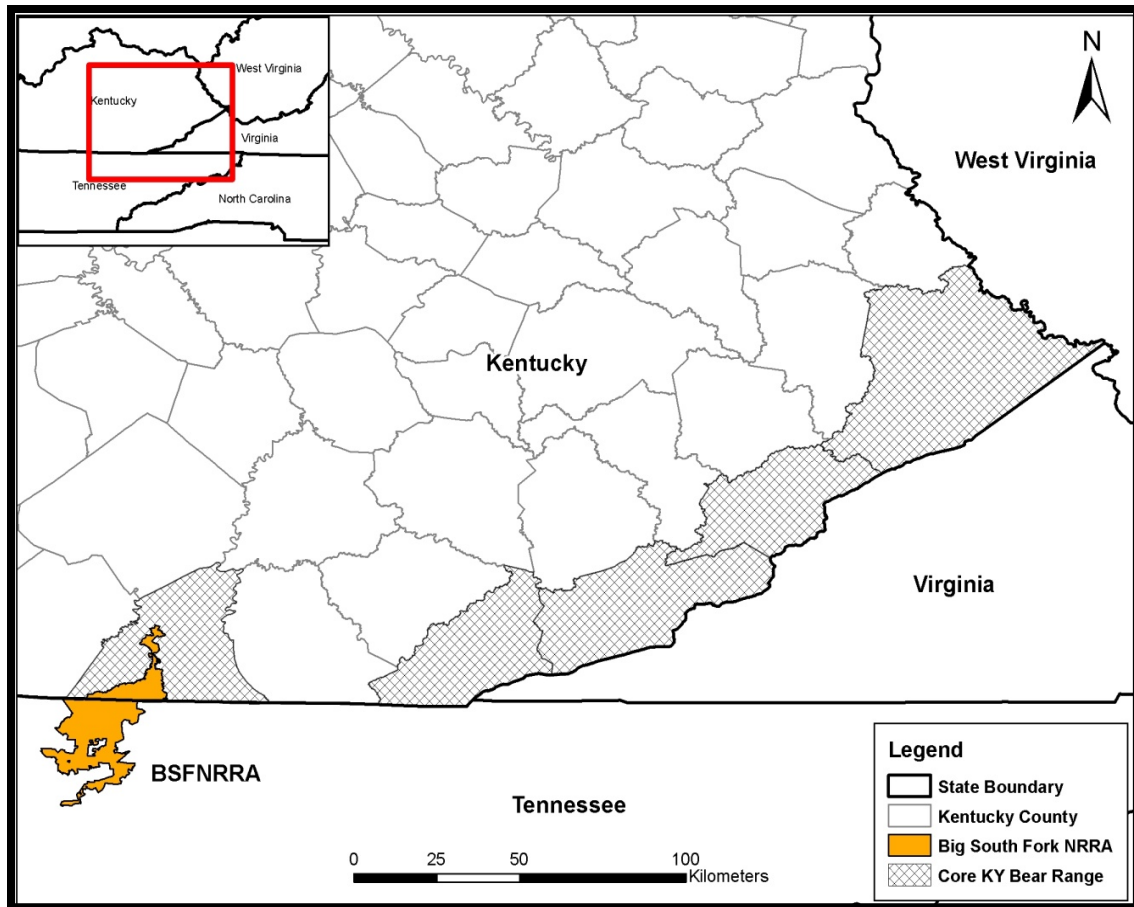 West Virginia
Kentucky
Virginia
Tennessee
North Carolina
N
West Virginia
Kentucky
Virginia
BSFNRRA
Tennessee
0 25 50 100
Kilometers
Legend
State Boundary
Kentucky County
Big South Fork NRRA
Core KY Bear Range